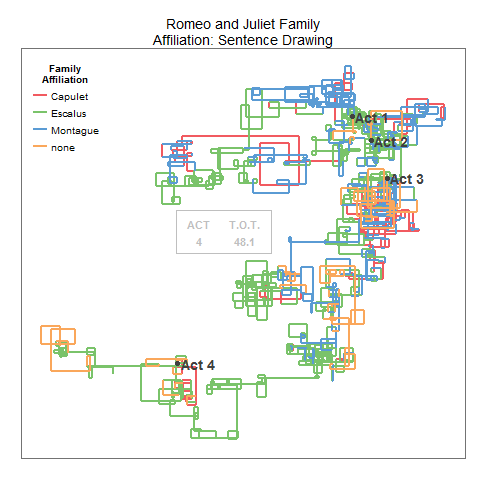 Romeo and Juliet Family
Affiliation: Sentence Drawing
Family
Affiliation
Capulet
Escalus
Montague
none
Act 1
Act 2
Act 3
ACT T.O.T.
4 48.1
Act 4